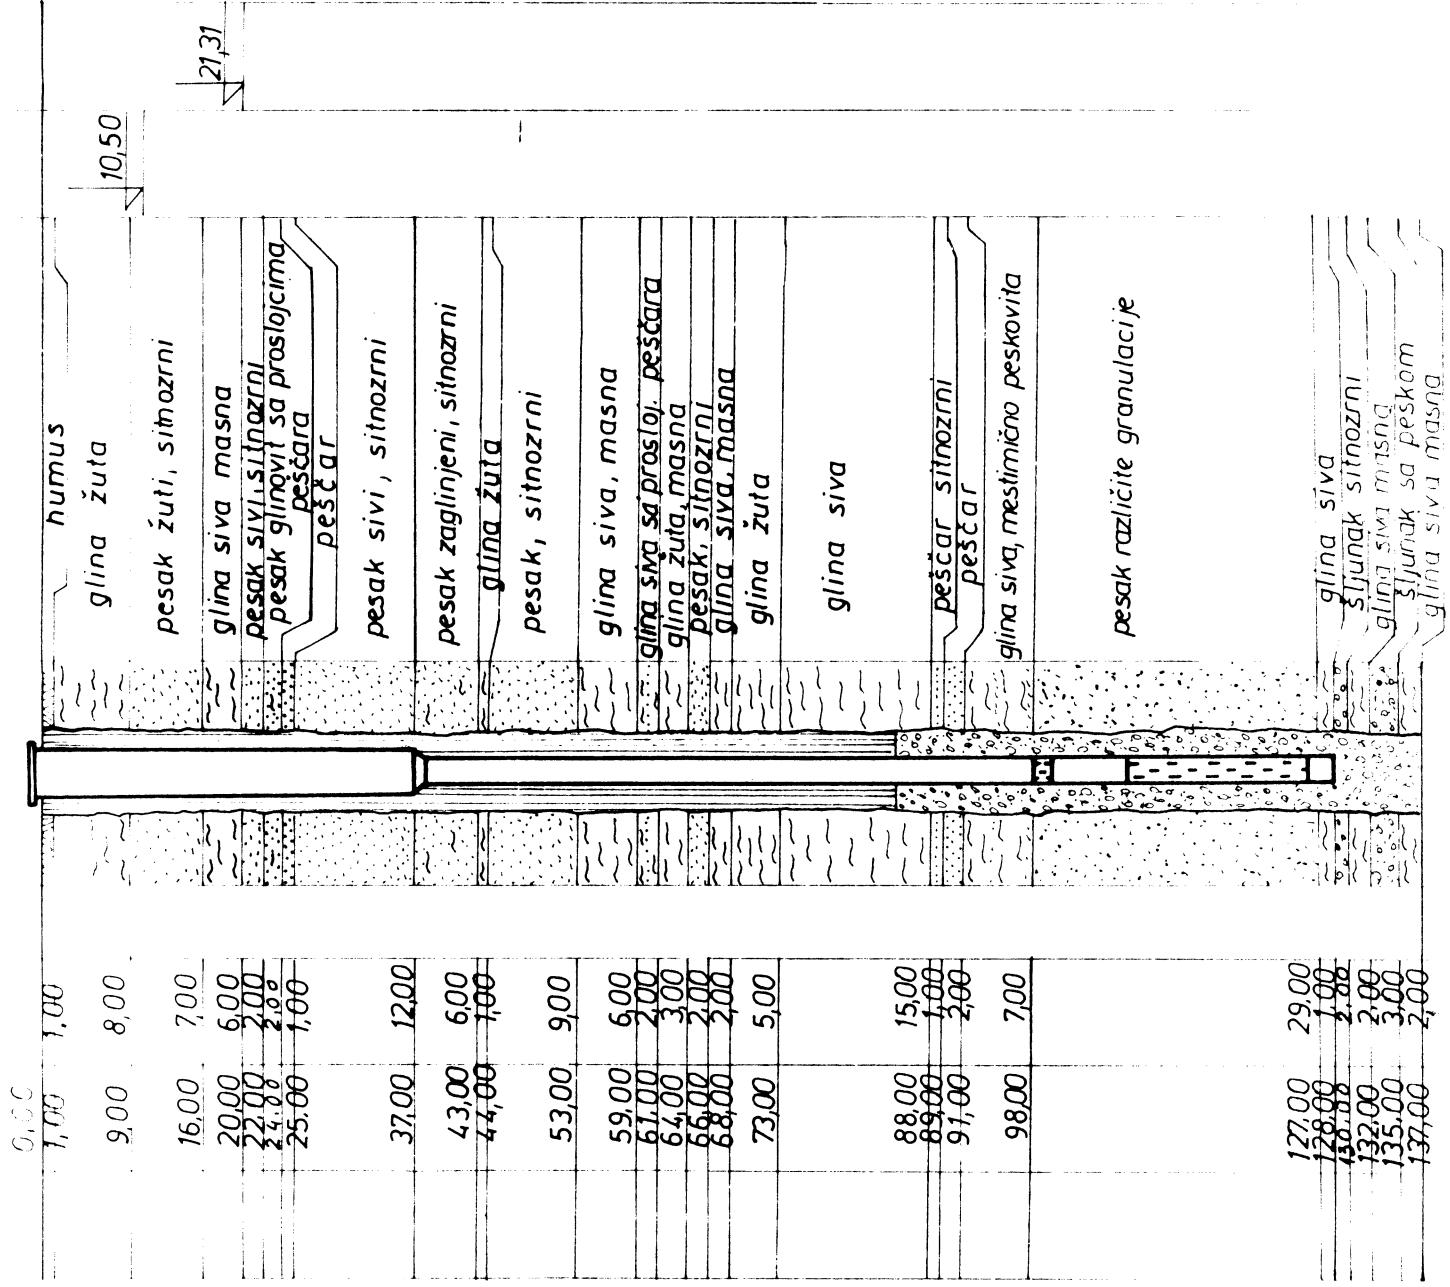 21,31
10,50
humus
glina žuta
pesak žuti, sitnozrni
glina siva masna
pesak sivi, sitnozrni
pesak glinovit sa proslojcima
peščara
peščar
pesak sivi, sitnozrni
pesak zaglinjeni, sitnozrni
glina žuta
pesak, sitnozrni
glina siva, masna
glina siva sa prosloj. peščara
glina žuta, masna
pesak, sitnozrni
glina siva, masna
glina žuta
glina siva
peščar sitnozrni
peščar
glina siva, mestimično peskovita
pesak različite granulacije
glina siva
šljunak sitnozrni
glina siva masna
šljunak sa peskom
glina siva masna
1,00
8,00
7,00
6,00
2,00
2,00
1,00
12,00
6,00
1,00
9,00
6,00
2,00
3,00
2,00
2,00
5,00
15,00
1,00
2,00
7,00
29,00
1,00
2,00
2,00
3,00
2,00
0,00
1,00
9,00
16,00
20,00
22,00
24,00
25.00
37,00
43,00
44,00
53,00
59.00
61,00
64,00
66,00
68,00
73,00
88,00
89,00
91,00
98,00
127.00
128,00
130,00
132.00
135.00
137,00